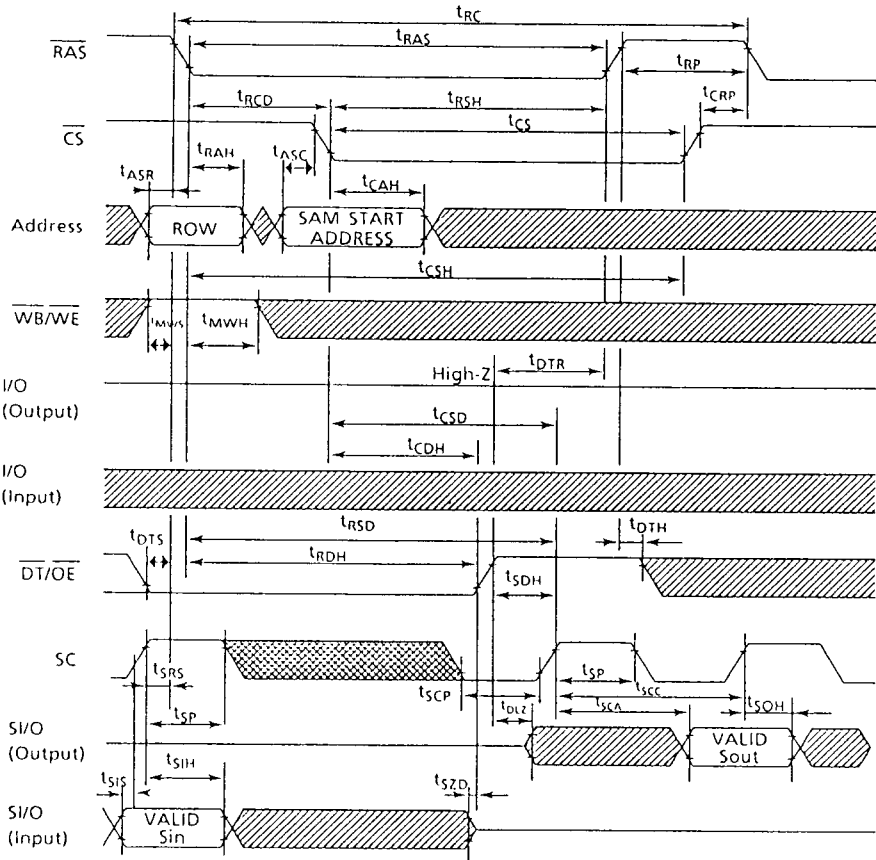 tRC
RAS
tRAS
tRP
tRCD
tRSH
tCRP
CS
tCS
tASR
tRAH
tASC
tCAH
Address
ROW
SAM START
ADDRESS
tCSH
WB/WE
tMWS
tMWH
I/O
(Output)
High-Z
tDTR
tCSD
tCDH
I/O
(Input)
tRSD
tDTH
tDTS
tRDH
DT/OE
tSDH
SC
tSRS
tSCP
tSP
tSCC
tSP
tDLZ
tSCA
tSOH
SI/O
(Output)
VALID
Sout
tSIH
tSIS
tSZD
SI/O
(Input)
VALID
Sin